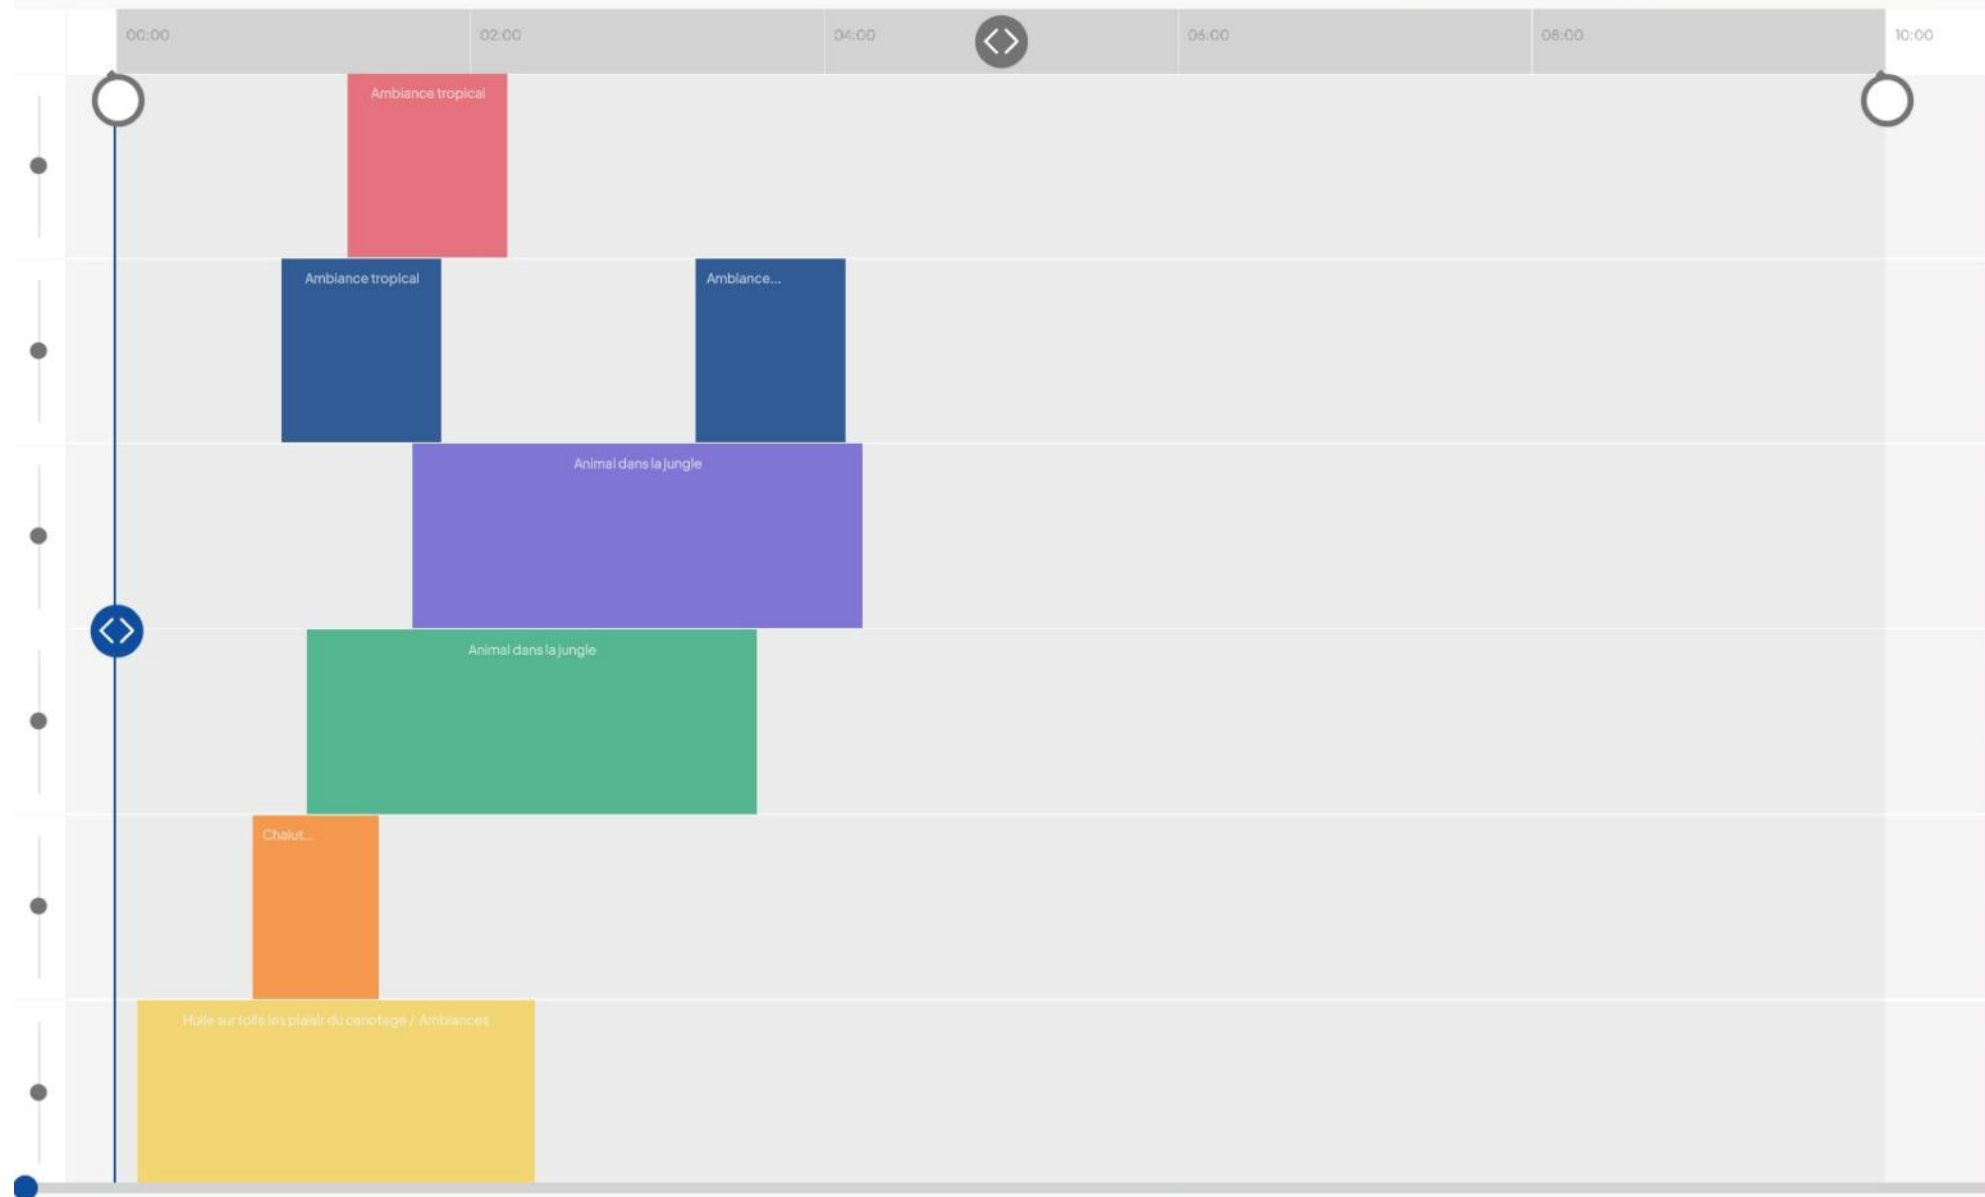 00:00
02:00
04:00
06:00
08:00
10:00
Ambiance tropical
Ambiance tropical
Ambiance...
Animal dans la jungle
Animal dans la jungle
Chalut...
Huile sur toile les plaisir du canotage / Ambiances